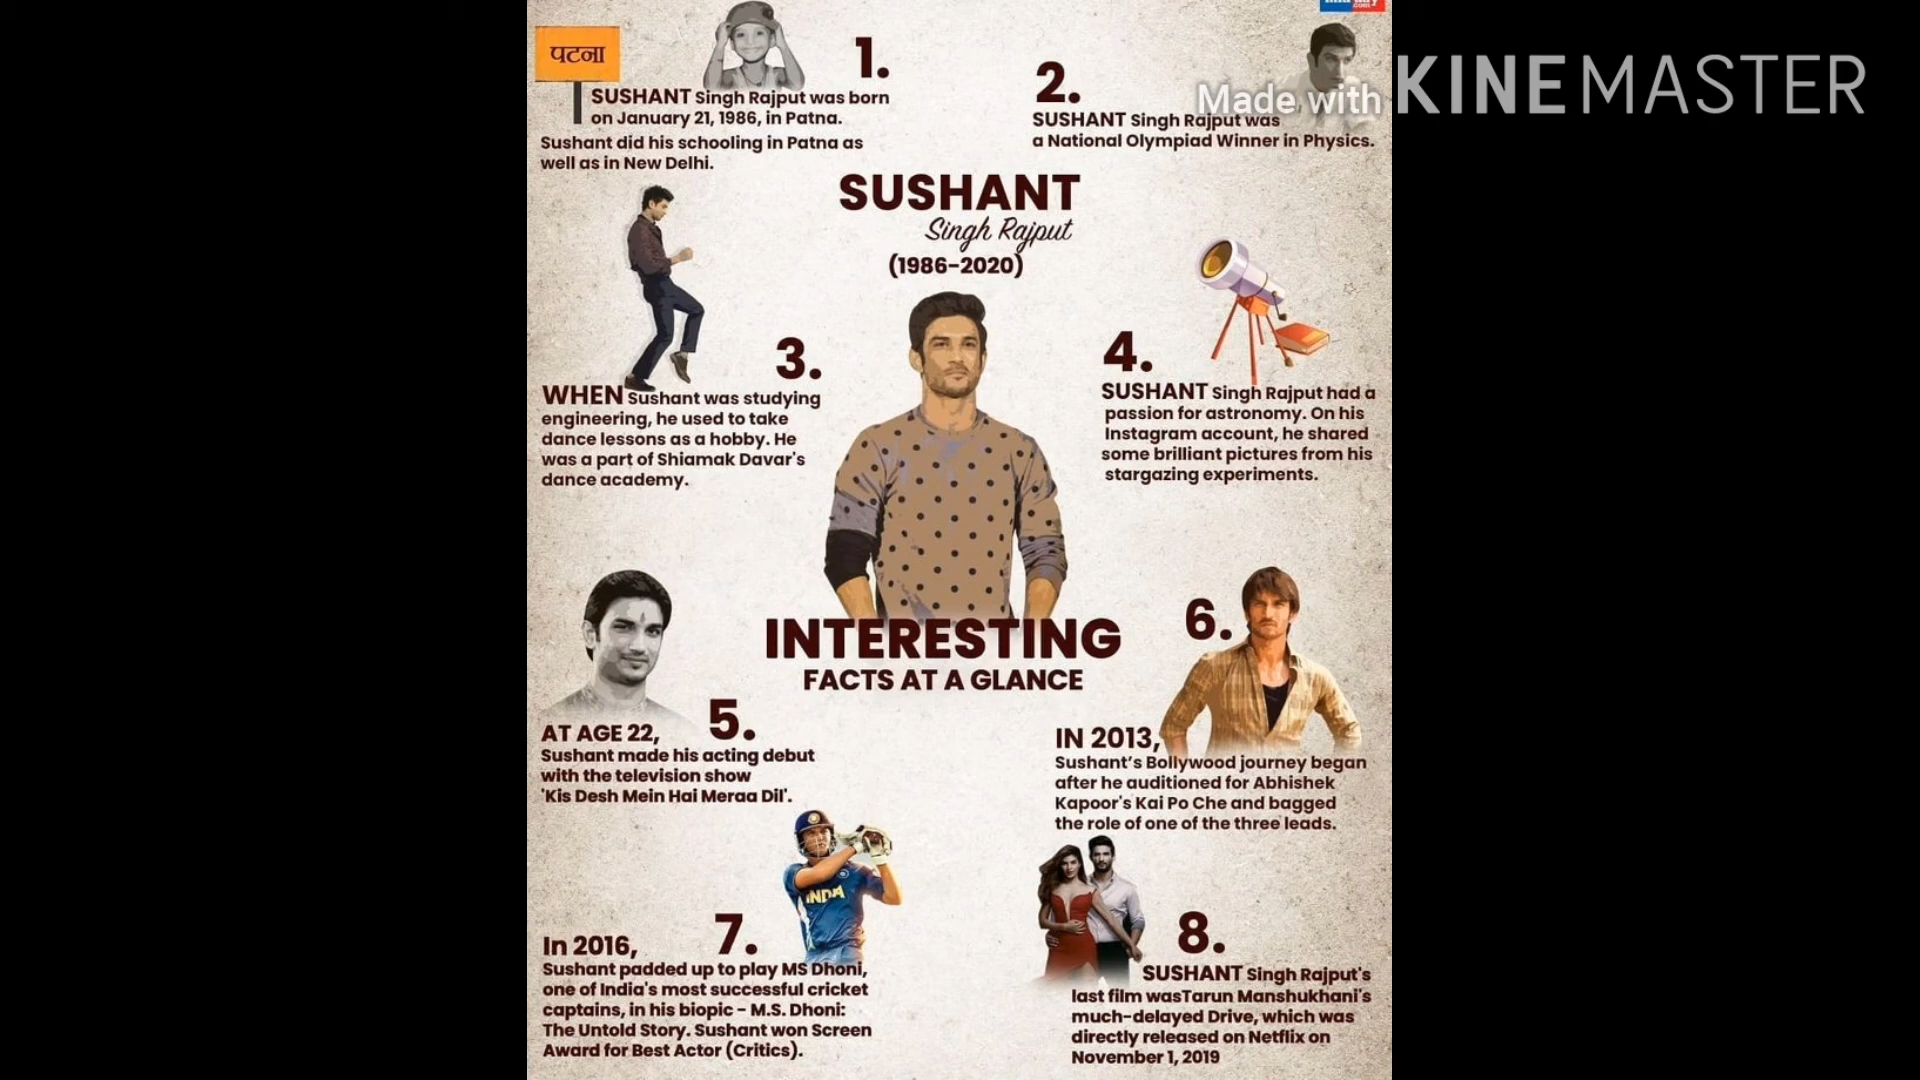 पटना
1.
SUSHANT Singh Rajput was born
on January 21, 1986, in Patna.
Sushant did his schooling in Patna as
well as in New Delhi.
2.
Made with KINEMASTER
SUSHANT Singh Rajput was
a National Olympiad Winner in Physics.
SUSHANT
Singh Rajput
(1986-2020)
3.
WHEN Sushant was studying
engineering, he used to take
dance lessons as a hobby. He
was a part of Shiamak Davar's
dance academy.
4.
SUSHANT Singh Rajput had a
passion for astronomy. On his
Instagram account, he shared
some brilliant pictures from his
stargazing experiments.
INTERESTING
FACTS AT A GLANCE
5.
AT AGE 22,
Sushant made his acting debut
with the television show
'Kis Desh Mein Hai Meraa Dil'.
6.
IN 2013,
Sushant's Bollywood journey began
after he auditioned for Abhishek
Kapoor's Kai Po Che and bagged
the role of one of the three leads.
INDA
7.
In 2016,
Sushant padded up to play MS Dhoni,
one of India's most successful cricket
captains, in his biopic - M.S. Dhoni:
The Untold Story. Sushant won Screen
Award for Best Actor (Critics).
8.
SUSHANT Singh Rajput's
last film wasTarun Manshukhani's
much-delayed Drive, which was
directly released on Netflix on
November 1, 2019